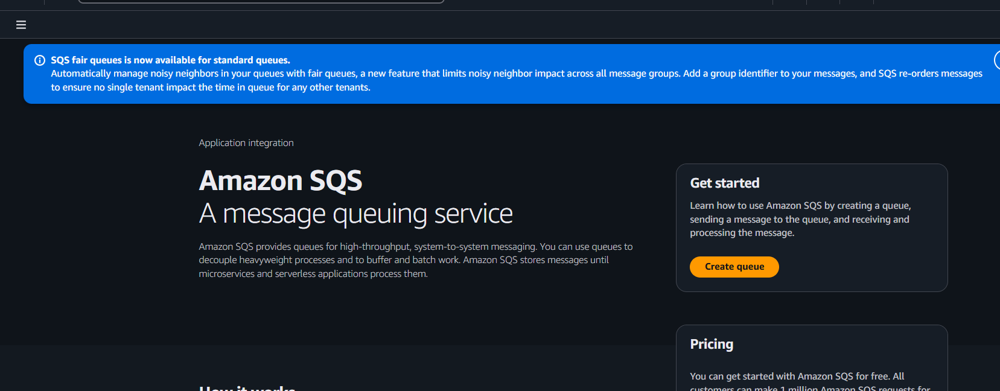 SQS fair queues is now available for standard queues.
Automatically manage noisy neighbors in your queues with fair queues, a new feature that limits noisy neighbor impact across all message groups. Add a group identifier to your messages, and SQS re-orders messages
to ensure no single tenant impact the time in queue for any other tenants.
Application integration
Amazon SQS
A message queuing service
Amazon SQS provides queues for high-throughput, system-to-system messaging. You can use queues to
decouple heavyweight processes and to buffer and batch work. Amazon SQS stores messages until
microservices and serverless applications process them.
Get started
Learn how to use Amazon SQS by creating a queue,
sending a message to the queue, and receiving and
processing the message.
Create queue
Pricing
You can get started with Amazon SQS for free. All
customers can make 1 million Amazon SQS requests for
How it works